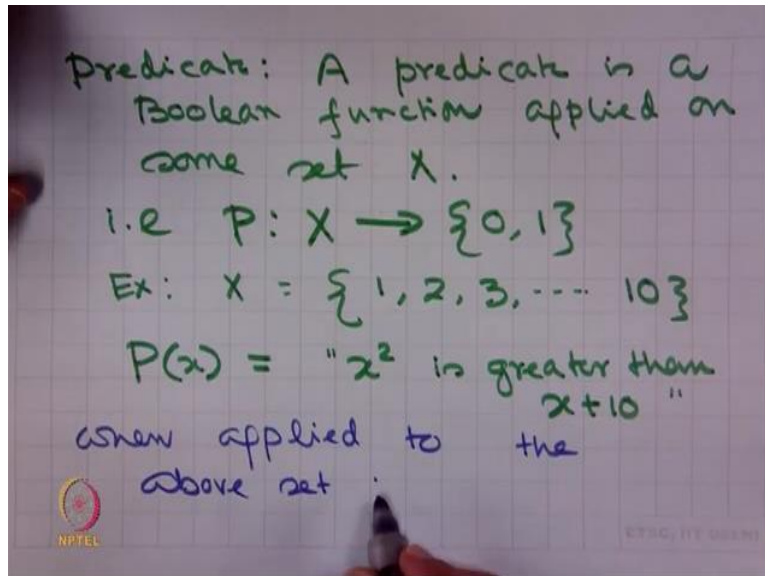 Predicate: A predicate is a
Boolean function applied on
some set X.
i.e P: X → {0, 1}
Ex: X = {1, 2, 3, ---- 10}
P(x) = "x² is greater than
x+10"
when applied to the
above set
NPTEL